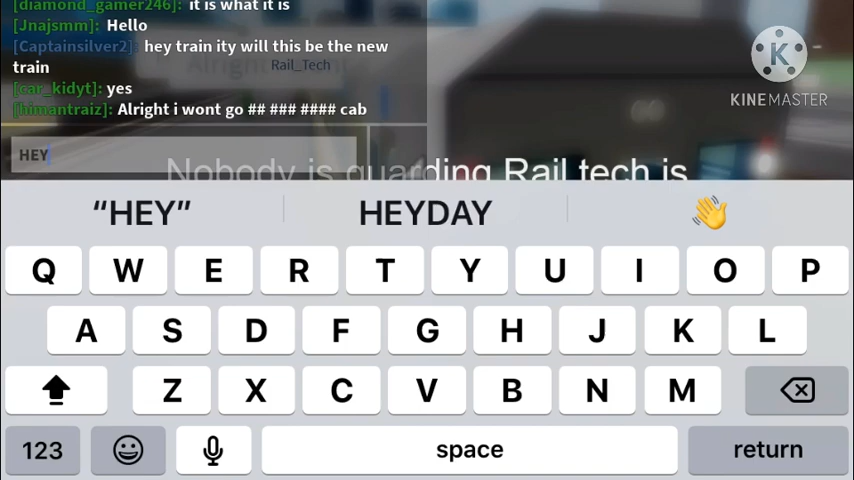 [diamond_gamer246]: it is what it is
[Jnajsmm]: Hello
[Captainsilver2]: hey train ity will this be the new
train
Rail_Tech
[car_kidyt]: yes
[himantraiz]: Alright i wont go ## ### #### cab
HEY
Nobody is guarding Rail tech is
K
KINEMASTER
“HEY” HEYDAY 👋
Q W E R T Y U I O P
A S D F G H J K L
Z X C V B N M
123 space return